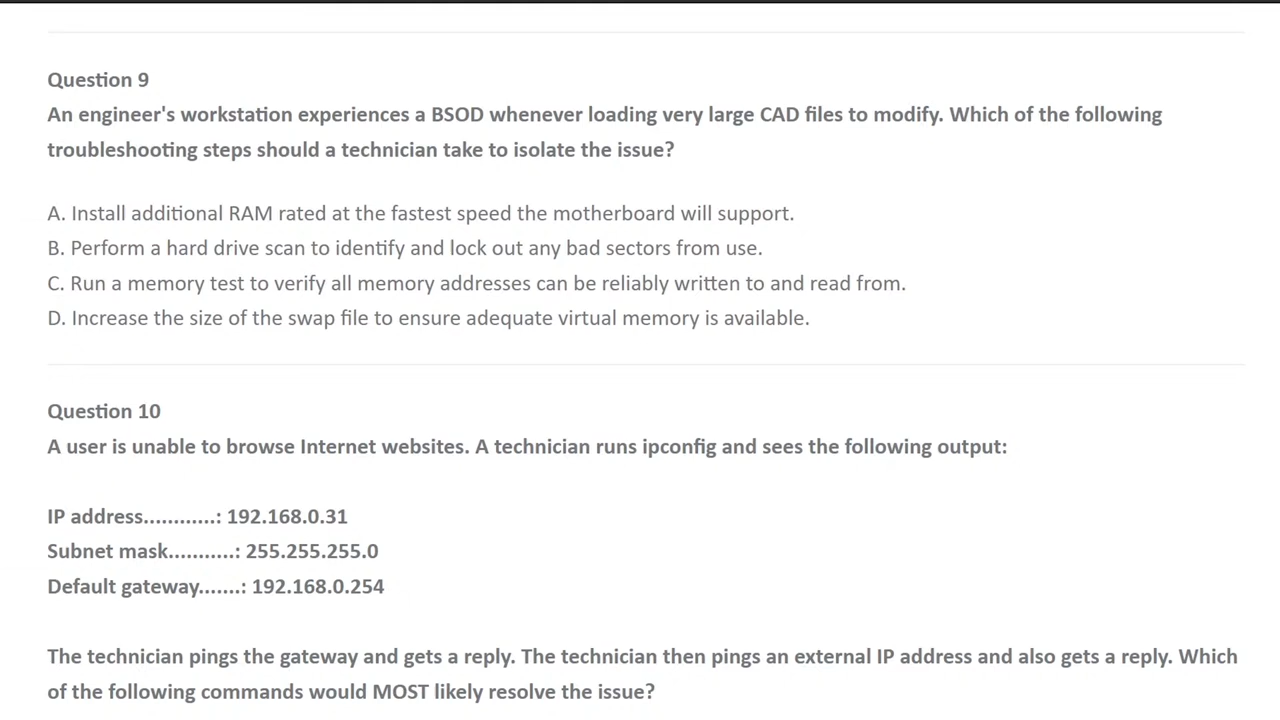 Question 9
An engineer's workstation experiences a BSOD whenever loading very large CAD files to modify. Which of the following
troubleshooting steps should a technician take to isolate the issue?
A. Install additional RAM rated at the fastest speed the motherboard will support.
B. Perform a hard drive scan to identify and lock out any bad sectors from use.
C. Run a memory test to verify all memory addresses can be reliably written to and read from.
D. Increase the size of the swap file to ensure adequate virtual memory is available.
Question 10
A user is unable to browse Internet websites. A technician runs ipconfig and sees the following output:
IP address............: 192.168.0.31
Subnet mask...........: 255.255.255.0
Default gateway.......: 192.168.0.254
The technician pings the gateway and gets a reply. The technician then pings an external IP address and also gets a reply. Which
of the following commands would MOST likely resolve the issue?